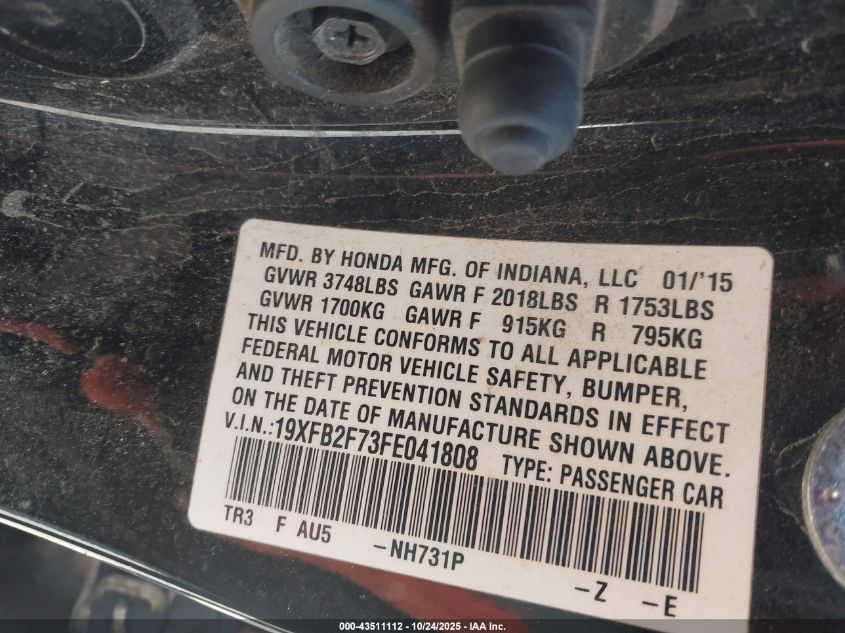 MFD. BY HONDA MFG. OF INDIANA, LLC 01/'15
GVWR 3748LBS GAWR F 2018LBS R 1753LBS
GVWR 1700KG GAWR F 915KG R 795KG
THIS VEHICLE CONFORMS TO ALL APPLICABLE
FEDERAL MOTOR VEHICLE SAFETY, BUMPER,
AND THEFT PREVENTION STANDARDS IN EFFECT
ON THE DATE OF MANUFACTURE SHOWN ABOVE.
V.I.N.:19XFB2F73FE041808 TYPE: PASSENGER CAR
TR3 F AU5 -NH731P -Z -E
000-43511112 - 10/24/2025 - IAA Inc.